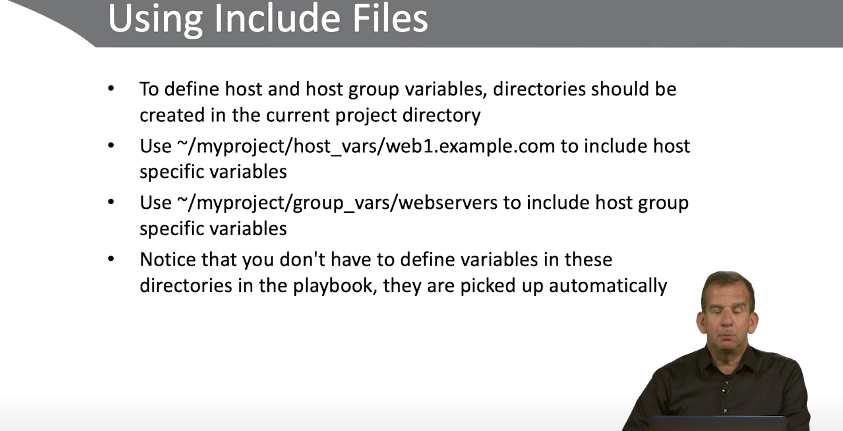 Using Include Files
• To define host and host group variables, directories should be
created in the current project directory
• Use ~/myproject/host_vars/web1.example.com to include host
specific variables
• Use ~/myproject/group_vars/webservers to include host group
specific variables
• Notice that you don't have to define variables in these
directories in the playbook, they are picked up automatically